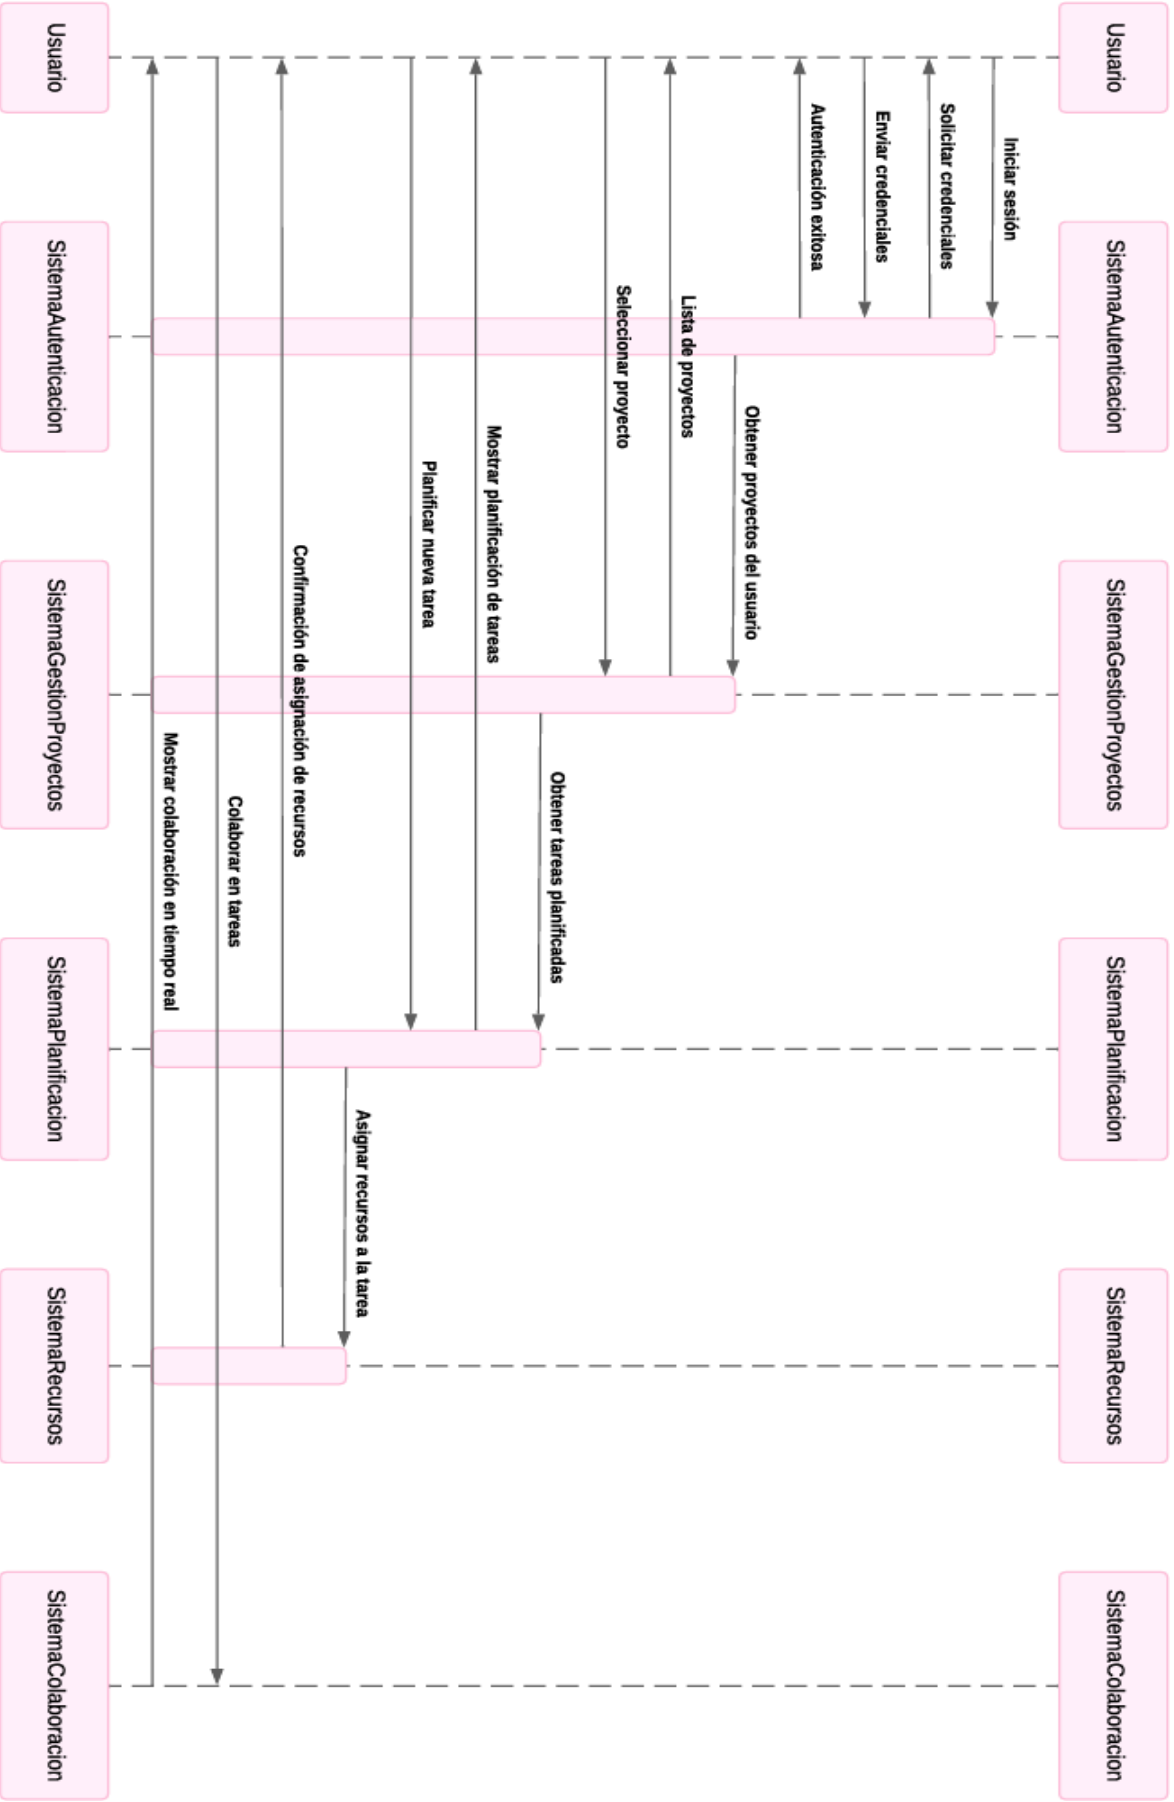 Usuario
SistemaAutenticacion
SistemaGestionProyectos
SistemaPlanificacion
SistemaRecursos
SistemaColaboracion
Iniciar sesión
Solicitar credenciales
Enviar credenciales
Autenticación exitosa
Obtener proyectos del usuario
Lista de proyectos
Seleccionar proyecto
Obtener tareas planificadas
Mostrar planificación de tareas
Planificar nueva tarea
Asignar recursos a la tarea
Confirmación de asignación de recursos
Colaborar en tareas
Mostrar colaboración en tiempo real
Usuario
SistemaAutenticacion
SistemaGestionProyectos
SistemaPlanificacion
SistemaRecursos
SistemaColaboracion